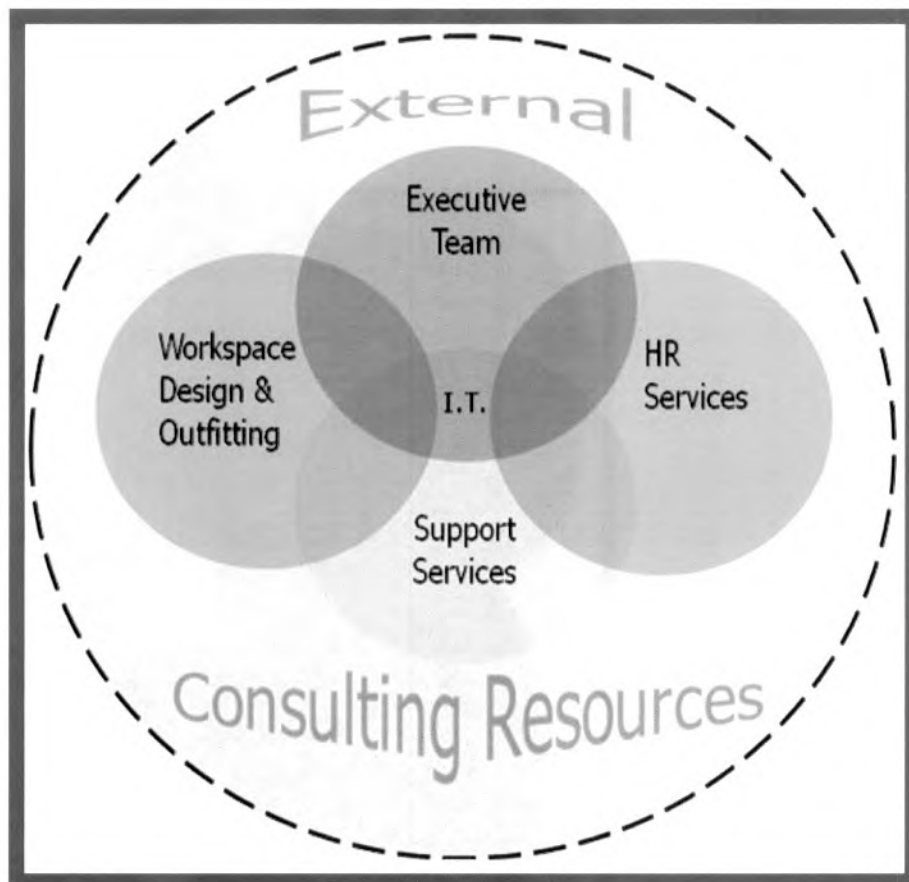 External
Executive
Team
Workspace
Design &
Outfitting
I.T.
HR
Services
Support
Services
Consulting Resources